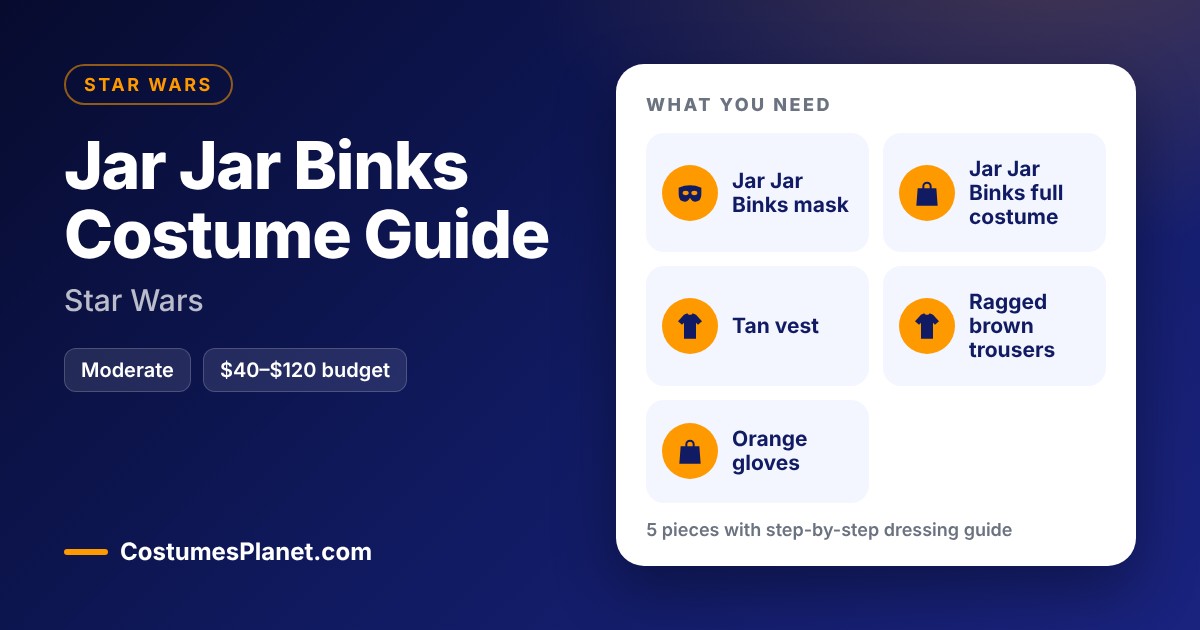 STAR WARS
Jar Jar Binks
Costume Guide
Star Wars
Moderate
$40–$120 budget
CostumesPlanet.com
WHAT YOU NEED
Jar Jar
Binks mask
Jar Jar
Binks full
costume
Tan vest
Ragged
brown
trousers
Orange
gloves
5 pieces with step-by-step dressing guide